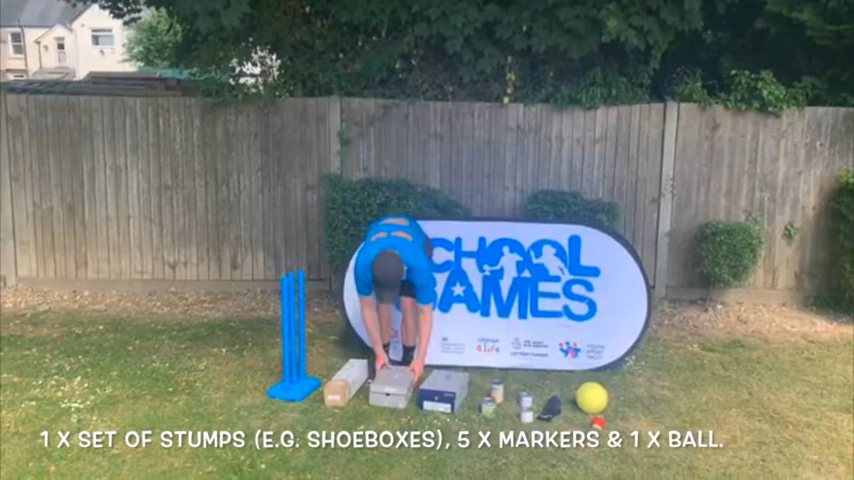 SCHOOL
GAMES
1 X SET OF STUMPS (E.G. SHOEBOXES), 5 X MARKERS & 1 X BALL.